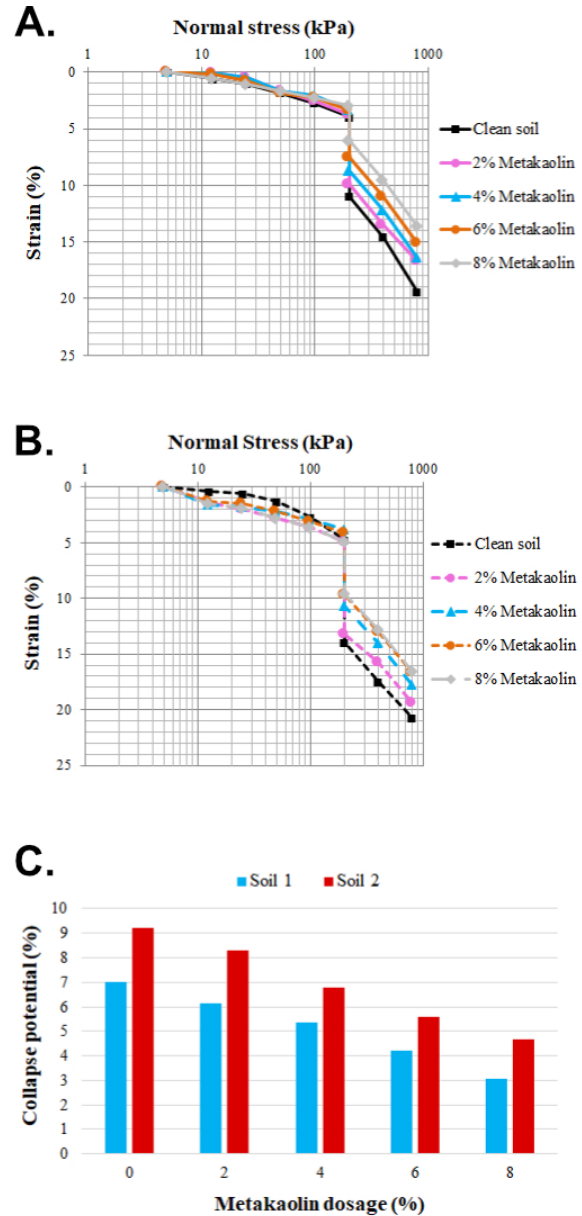 A.
Normal stress (kPa)
1 10 100 1000
0
5
10
15
20
25
Strain (%)
Clean soil
2% Metakaolin
4% Metakaolin
6% Metakaolin
8% Metakaolin
B.
Normal Stress (kPa)
1 10 100 1000
0
5
10
15
20
25
Strain (%)
Clean soil
2% Metakaolin
4% Metakaolin
6% Metakaolin
8% Metakaolin
C.
Soil 1 Soil 2
10
9
8
7
6
5
4
3
2
1
0
Collapse potential (%)
0 2 4 6 8
Metakaolin dosage (%)